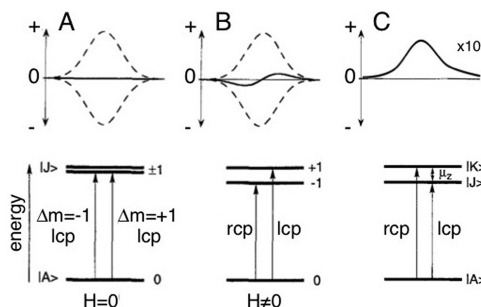 A B C
+ + x10
0 0 0
- - -
|J> ±1 +1 |K>
-1 μz |J>
energy
Δm=-1 Δm=+1
lcp lcp rcp lcp rcp lcp
|A> 0 0 |A>
H=0 H≠0